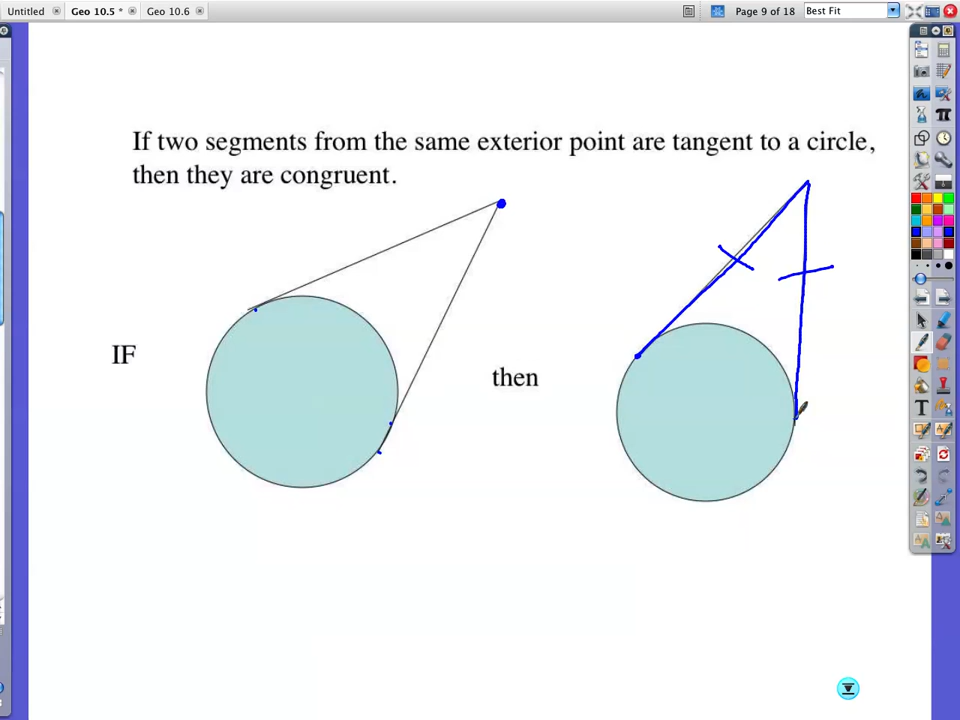 Untitled Geo 10.5 * Geo 10.6 Page 9 of 18 Best Fit
If two segments from the same exterior point are tangent to a circle,
then they are congruent.
IF
then